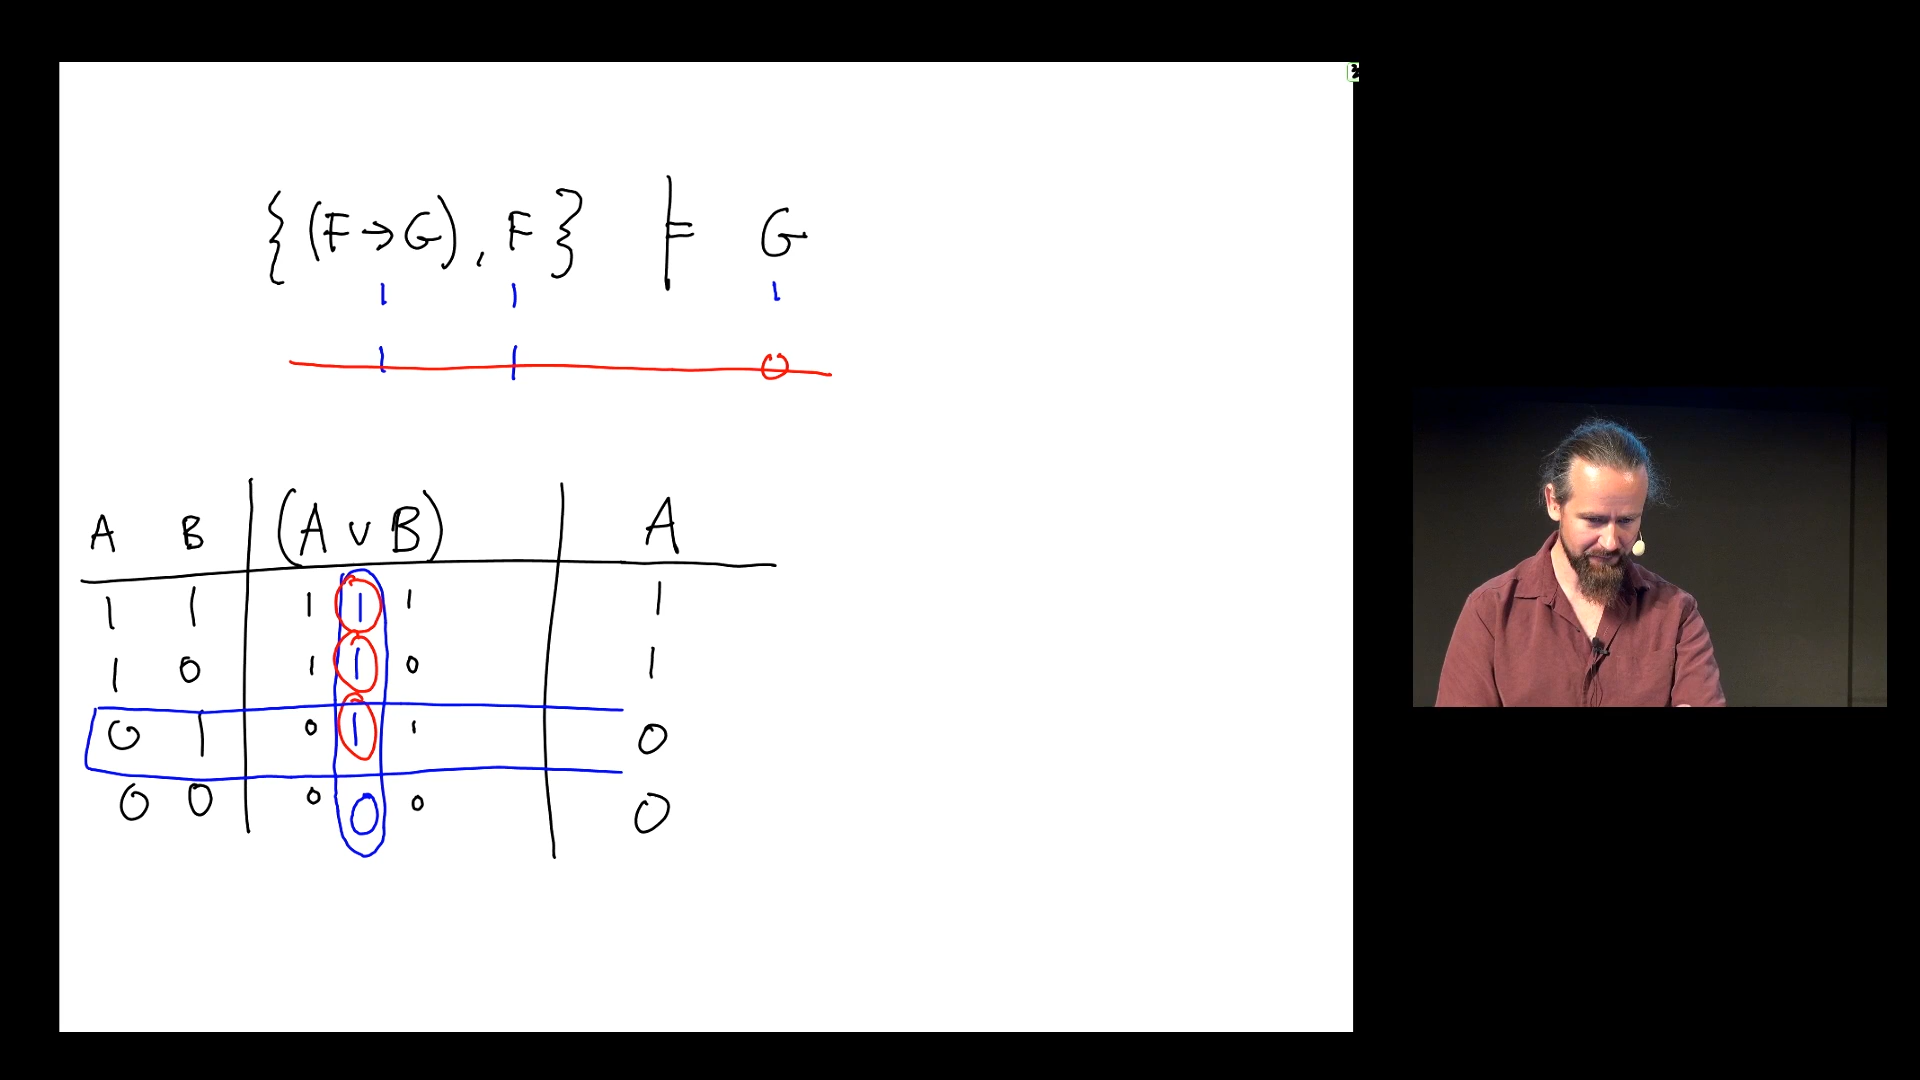 {(F→G), F} ⊨ G
1 1 1
1 1 0
A B (A ∨ B) A
1 1 1 1 1 1
1 0 1 1 0 1
0 1 0 1 1 0
0 0 0 0 0 0